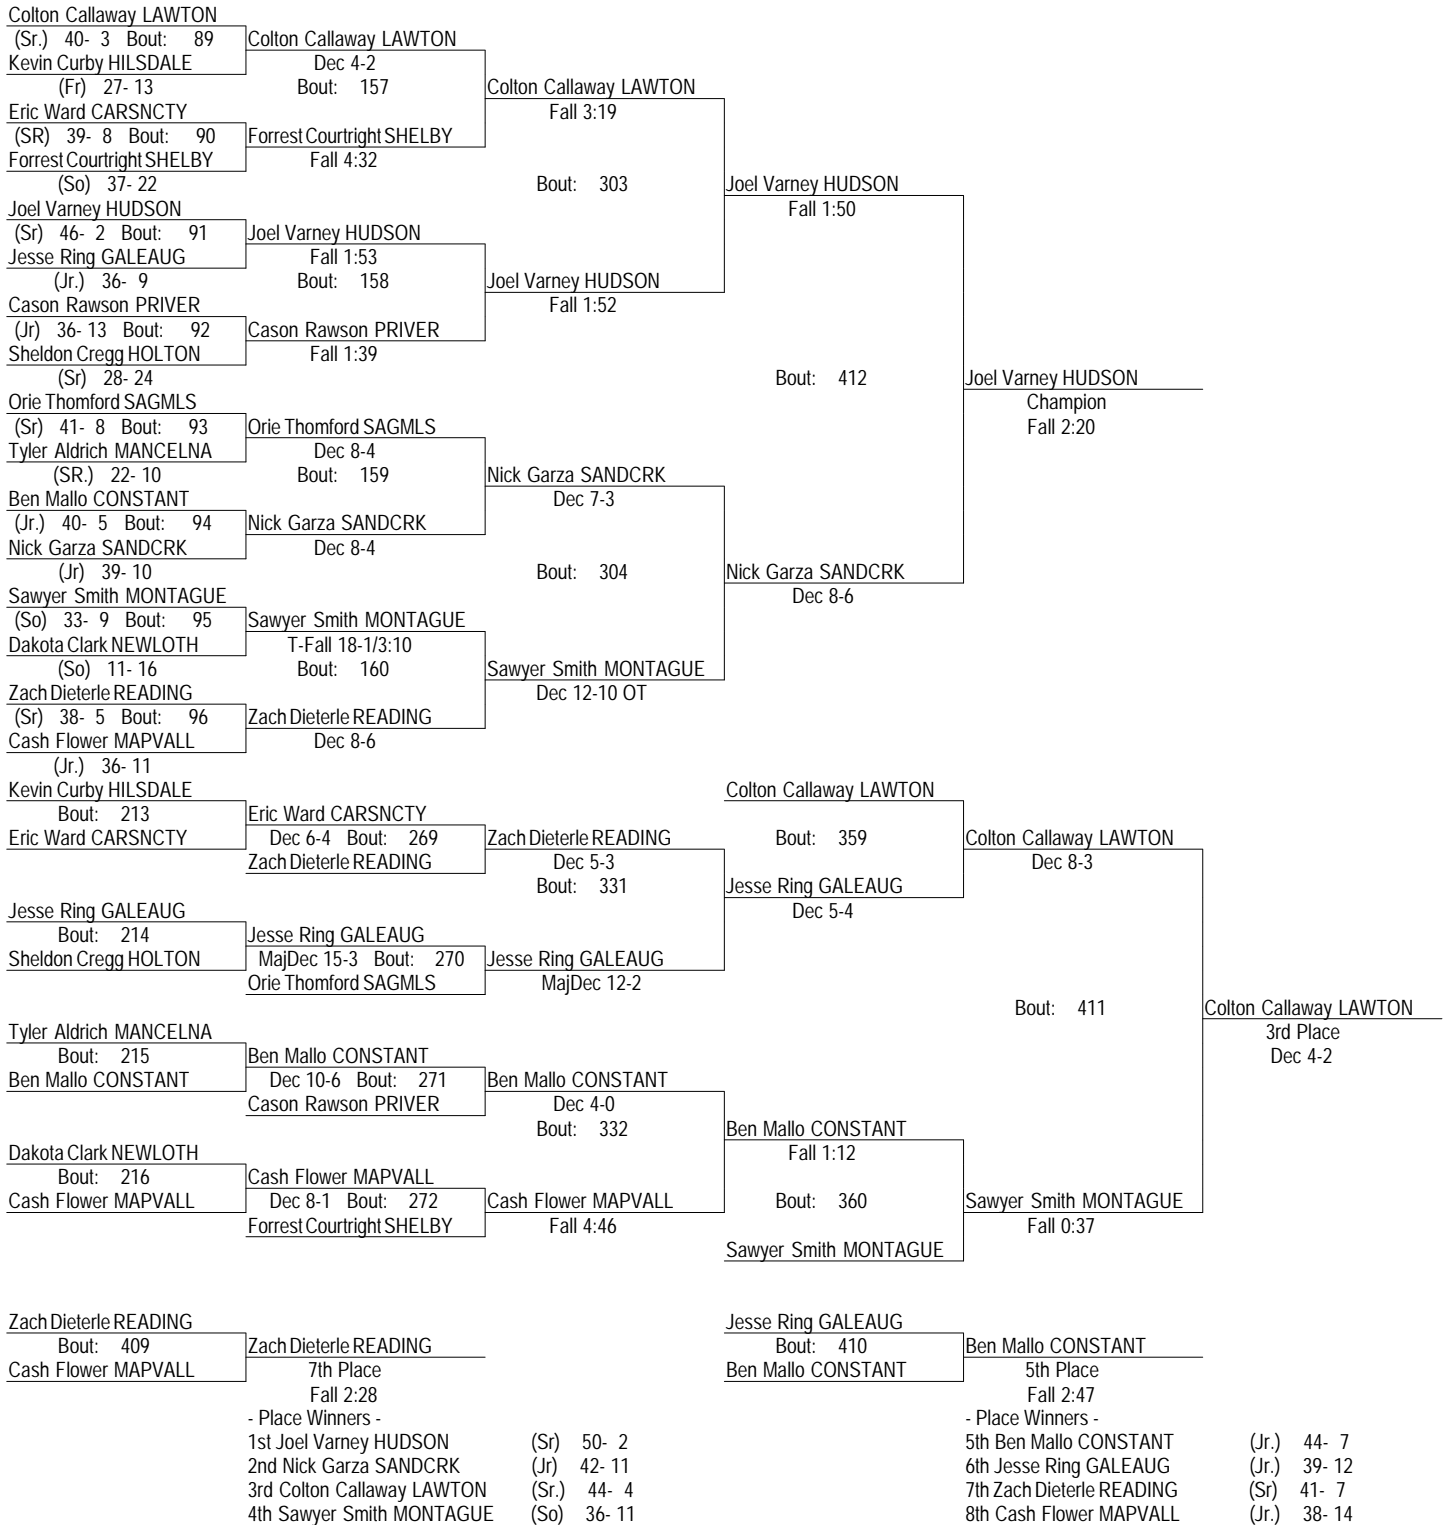 Colton Callaway LAWTON
(Sr.) 40- 3 Bout: 89 Colton Callaway LAWTON
Kevin Curby HILSDALE Dec 4-2
(Fr) 27- 13 Bout: 157 Colton Callaway LAWTON
Eric Ward CARSNCTY Fall 3:19
(SR) 39- 8 Bout: 90 Forrest Courtright SHELBY
Forrest Courtright SHELBY Fall 4:32
(So) 37- 22 Bout: 303 Joel Varney HUDSON
Joel Varney HUDSON Fall 1:50
(Sr) 46- 2 Bout: 91 Joel Varney HUDSON
Jesse Ring GALEAUG Fall 1:53
(Jr.) 36- 9 Bout: 158 Joel Varney HUDSON
Cason Rawson PRIVER Fall 1:52
(Jr) 36- 13 Bout: 92 Cason Rawson PRIVER
Sheldon Cregg HOLTON Fall 1:39
(Sr) 28- 24 Bout: 412 Joel Varney HUDSON
Orie Thomford SAGMLS Champion
(Sr) 41- 8 Bout: 93 Orie Thomford SAGMLS Fall 2:20
Tyler Aldrich MANCELNA Dec 8-4
(SR.) 22- 10 Bout: 159 Nick Garza SANDCRK
Ben Mallo CONSTANT Dec 7-3
(Jr.) 40- 5 Bout: 94 Nick Garza SANDCRK
Nick Garza SANDCRK Dec 8-4
(Jr) 39- 10 Bout: 304 Nick Garza SANDCRK
Sawyer Smith MONTAGUE Dec 8-6
(So) 33- 9 Bout: 95 Sawyer Smith MONTAGUE
Dakota Clark NEWLOTH T-Fall 18-1/3:10
(So) 11- 16 Bout: 160 Sawyer Smith MONTAGUE
Zach Dieterle READING Dec 12-10 OT
(Sr) 38- 5 Bout: 96 Zach Dieterle READING
Cash Flower MAPVALL Dec 8-6
(Jr.) 36- 11
Kevin Curby HILSDALE Colton Callaway LAWTON
Bout: 213 Eric Ward CARSNCTY
Eric Ward CARSNCTY Dec 6-4 Bout: 269 Zach Dieterle READING Bout: 359 Colton Callaway LAWTON
Zach Dieterle READING Dec 5-3 Dec 8-3
Bout: 331 Jesse Ring GALEAUG
Jesse Ring GALEAUG Dec 5-4
Bout: 214 Jesse Ring GALEAUG
Sheldon Cregg HOLTON MajDec 15-3 Bout: 270 Jesse Ring GALEAUG
Orie Thomford SAGMLS MajDec 12-2
Bout: 411 Colton Callaway LAWTON
Tyler Aldrich MANCELNA 3rd Place
Bout: 215 Ben Mallo CONSTANT Dec 4-2
Ben Mallo CONSTANT Dec 10-6 Bout: 271 Ben Mallo CONSTANT
Cason Rawson PRIVER Dec 4-0
Bout: 332 Ben Mallo CONSTANT
Dakota Clark NEWLOTH Fall 1:12
Bout: 216 Cash Flower MAPVALL
Cash Flower MAPVALL Dec 8-1 Bout: 272 Cash Flower MAPVALL Bout: 360 Sawyer Smith MONTAGUE
Forrest Courtright SHELBY Fall 4:46 Fall 0:37
Sawyer Smith MONTAGUE
Zach Dieterle READING Jesse Ring GALEAUG
Bout: 409 Zach Dieterle READING Bout: 410 Ben Mallo CONSTANT
Cash Flower MAPVALL 7th Place Ben Mallo CONSTANT 5th Place
Fall 2:28 Fall 2:47
- Place Winners - - Place Winners -
1st Joel Varney HUDSON (Sr) 50- 2 5th Ben Mallo CONSTANT (Jr.) 44- 7
2nd Nick Garza SANDCRK (Jr) 42- 11 6th Jesse Ring GALEAUG (Jr.) 39- 12
3rd Colton Callaway LAWTON (Sr.) 44- 4 7th Zach Dieterle READING (Sr) 41- 7
4th Sawyer Smith MONTAGUE (So) 36- 11 8th Cash Flower MAPVALL (Jr.) 38- 14